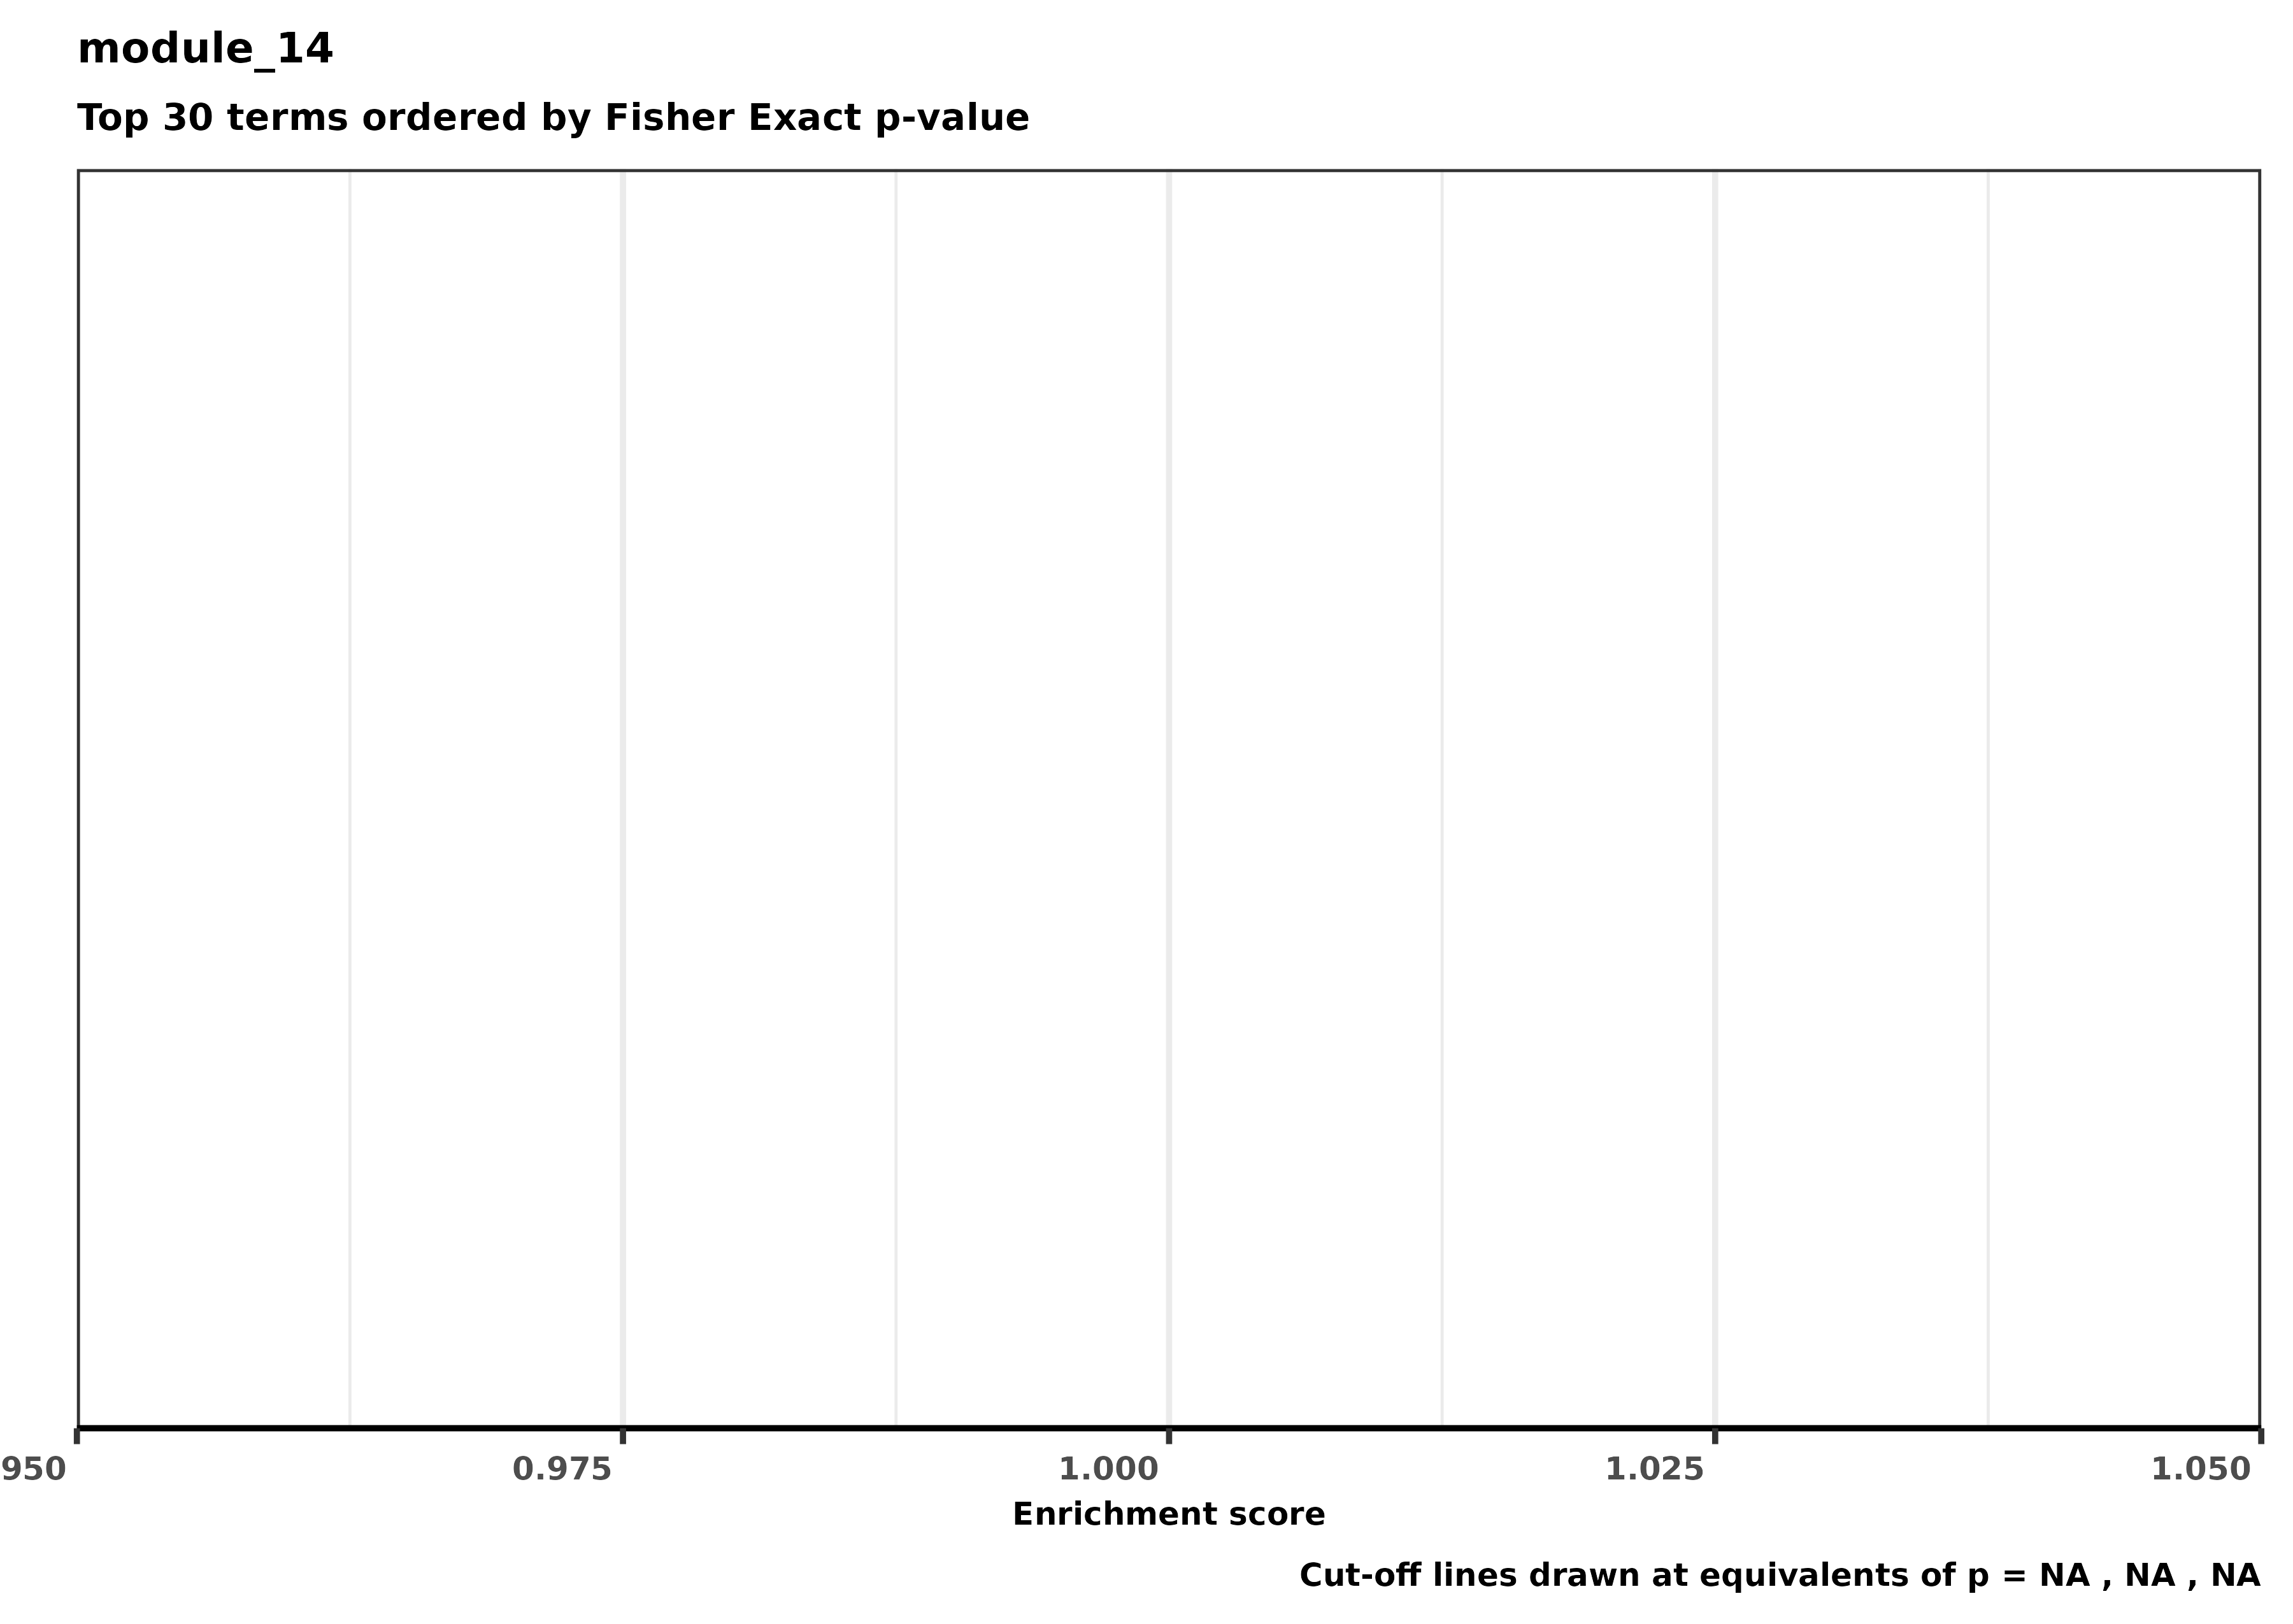 module_14
Top 30 terms ordered by Fisher Exact p-value
950 0.975 1.000 1.025 1.050
Enrichment score
Cut-off lines drawn at equivalents of p = NA , NA , NA